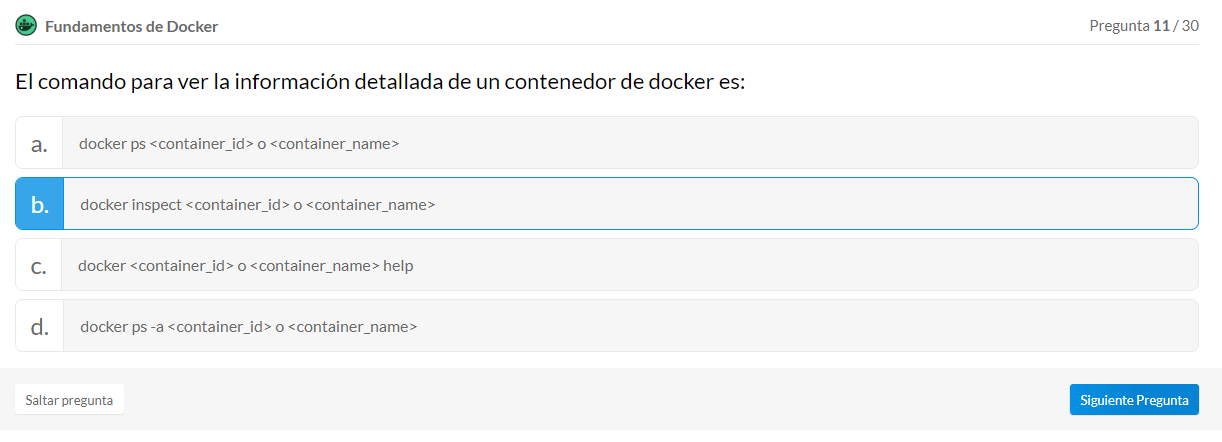 Fundamentos de Docker
Pregunta 11 / 30
El comando para ver la información detallada de un contenedor de docker es:
a. docker ps <container_id> o <container_name>
b. docker inspect <container_id> o <container_name>
c. docker <container_id> o <container_name> help
d. docker ps -a <container_id> o <container_name>
Saltar pregunta
Siguiente Pregunta